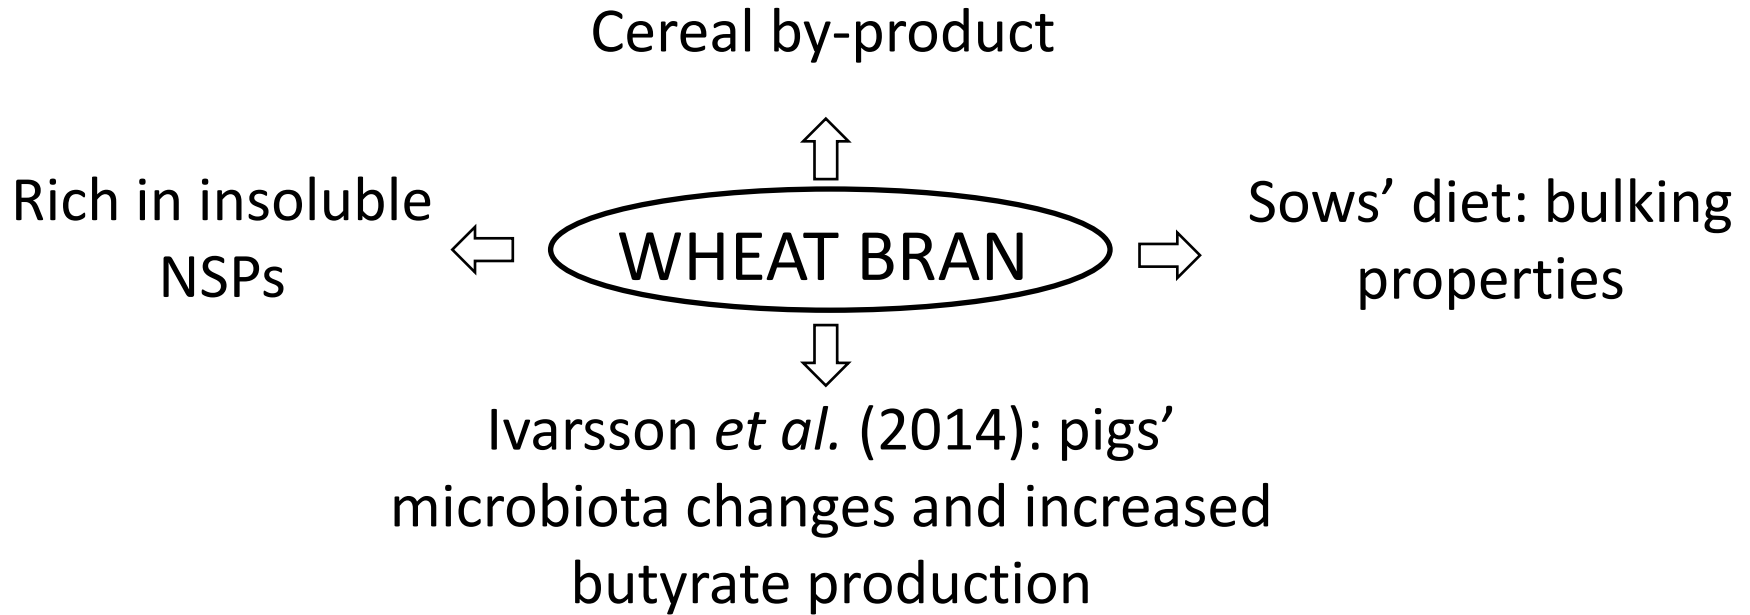 Cereal by-product
Rich in insoluble
NSPs
WHEAT BRAN
Sows’ diet: bulking
properties
Ivarsson et al. (2014): pigs’
microbiota changes and increased
butyrate production